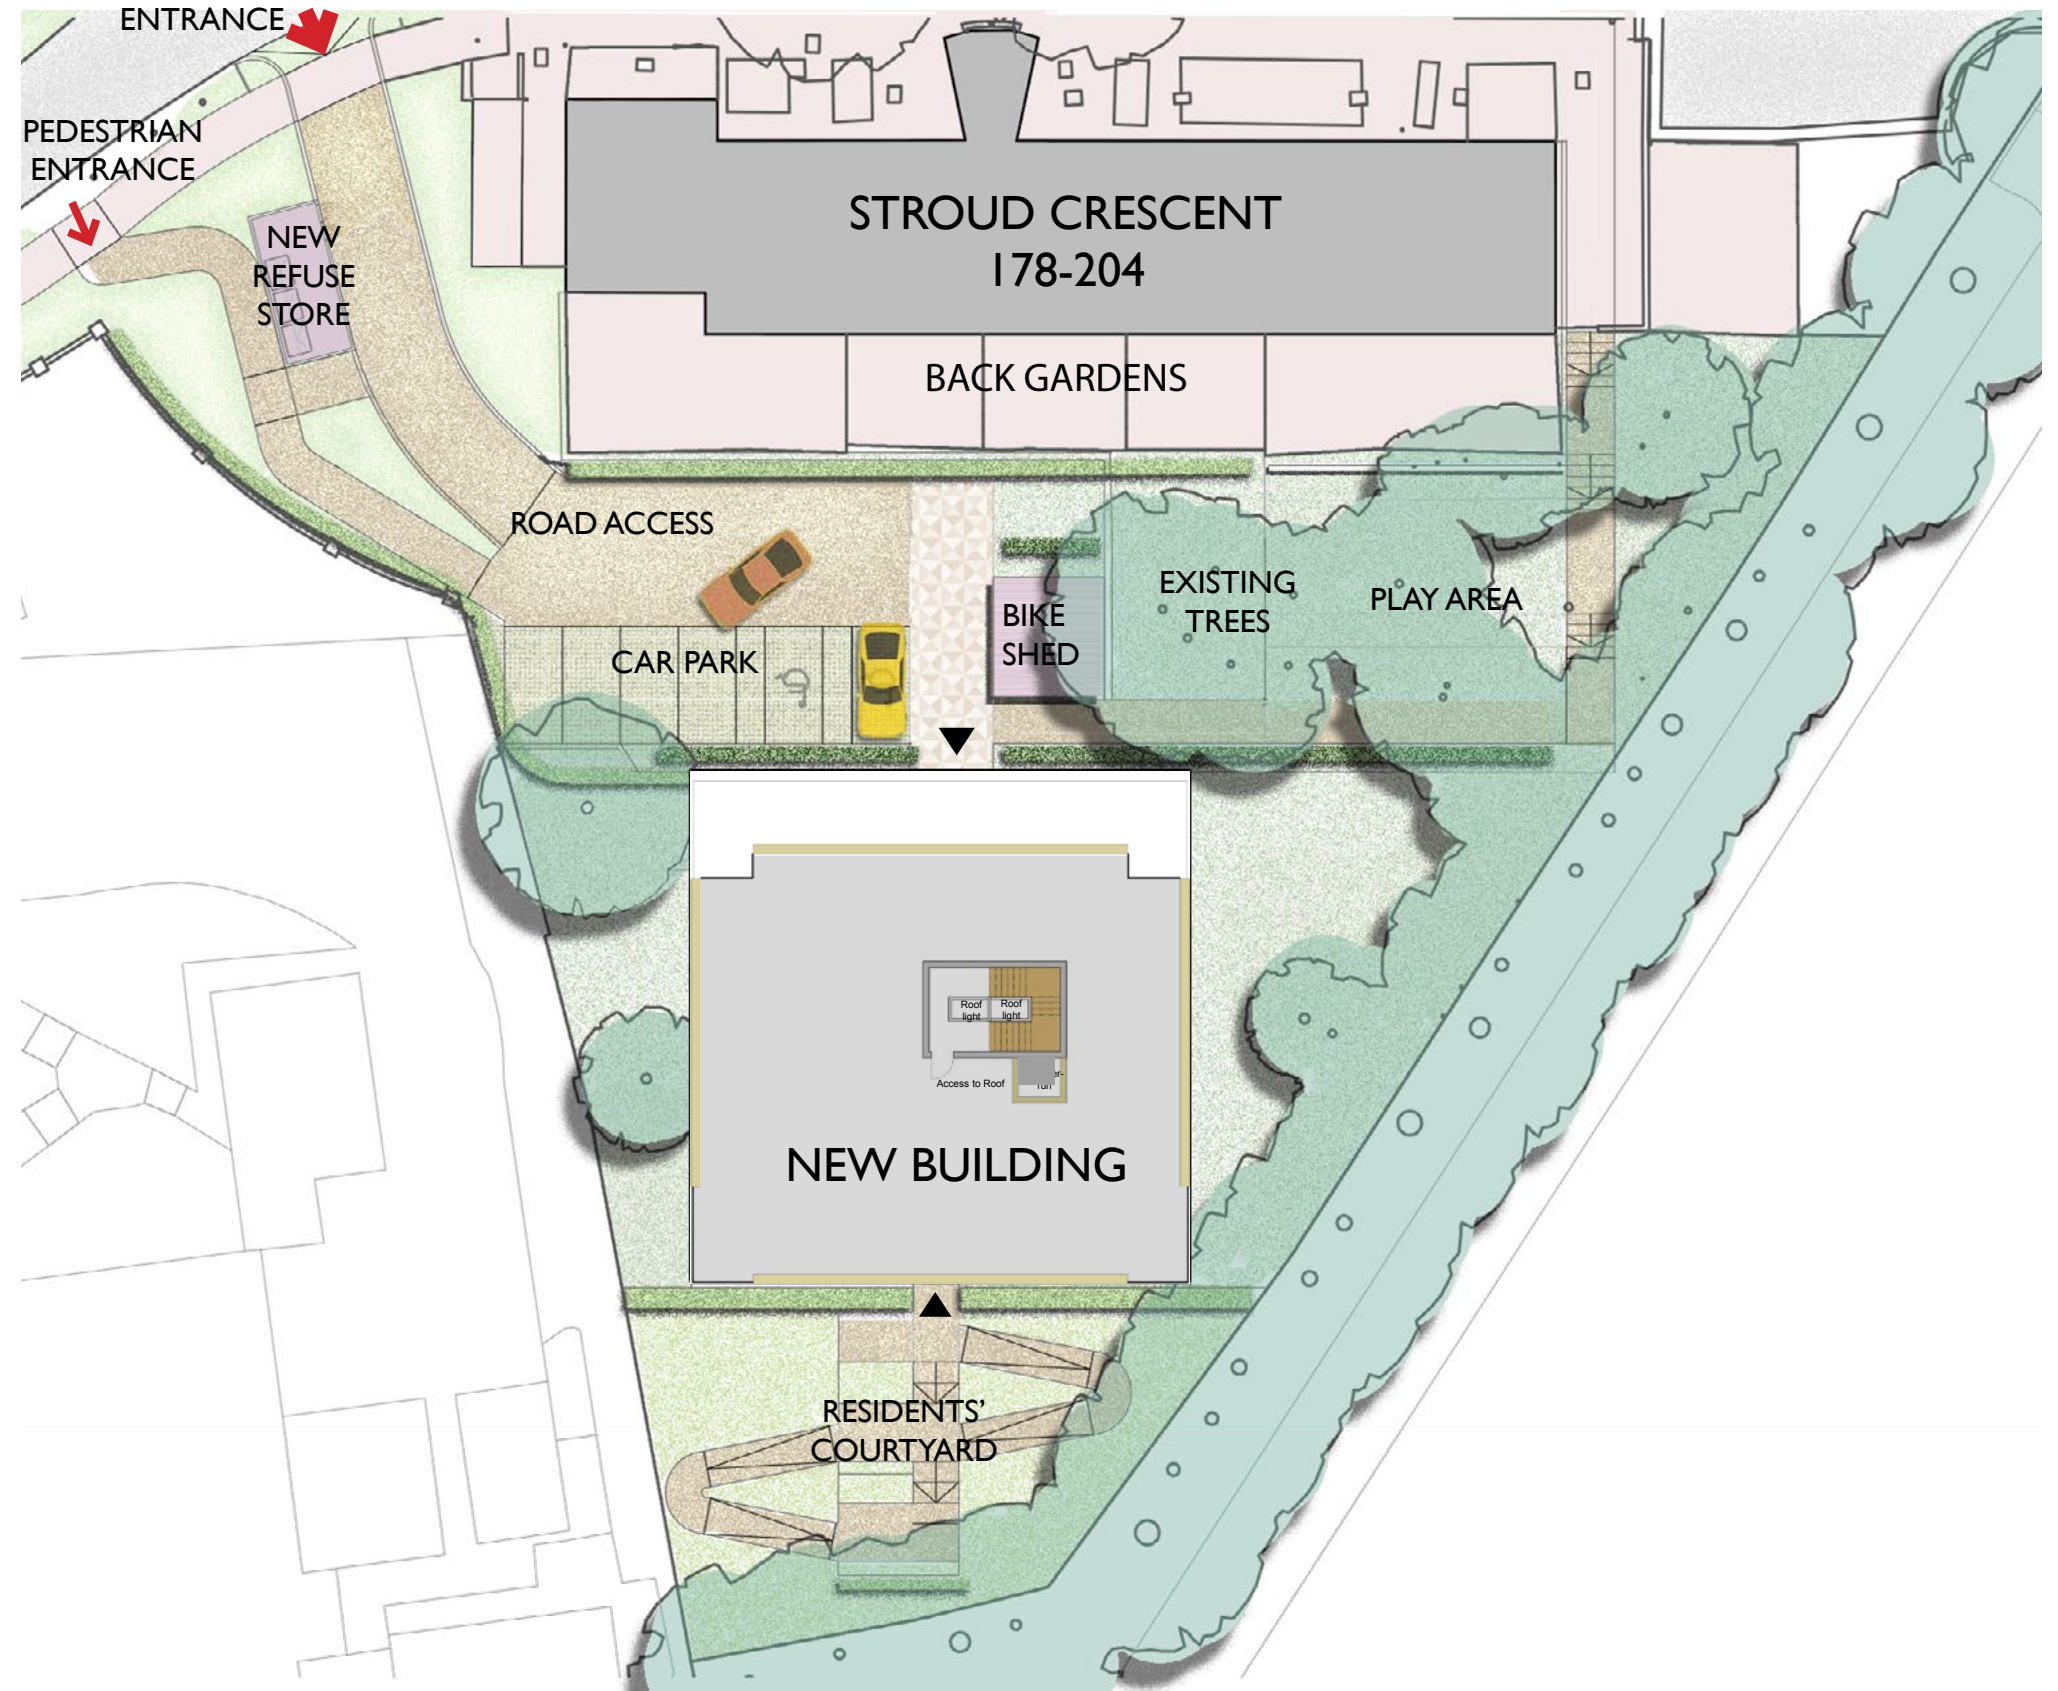 ENTRANCE
PEDESTRIAN
ENTRANCE
NEW
REFUSE
STORE
STROUD CRESCENT
178-204
BACK GARDENS
ROAD ACCESS
CAR PARK
BIKE
SHED
EXISTING
TREES
PLAY AREA
Roof
light
Roof
light
Access to Roof
NEW BUILDING
RESIDENTS'
COURTYARD